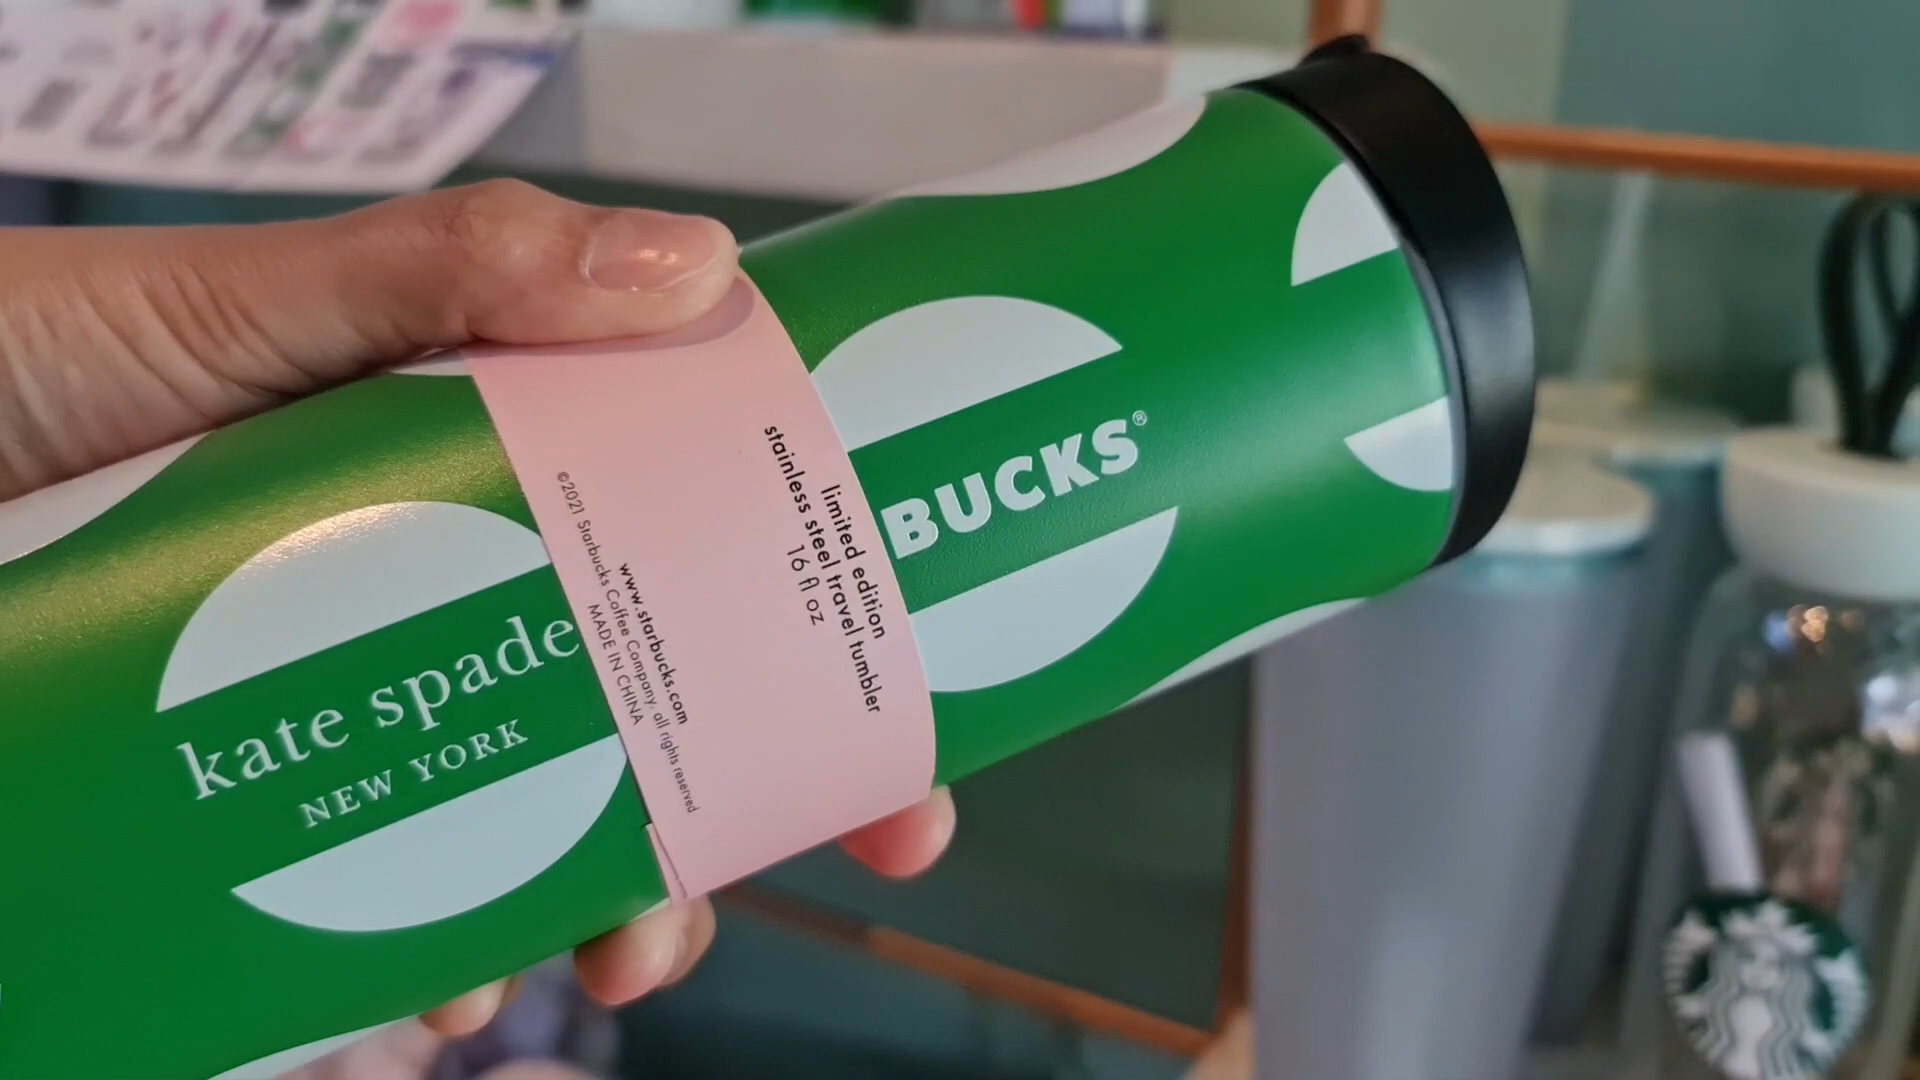 kate spade
NEW YORK
BUCKS®
limited edition
stainless steel travel tumbler
16 fl oz
www.starbucks.com
©2021 Starbucks Coffee Company. all rights reserved
MADE IN CHINA